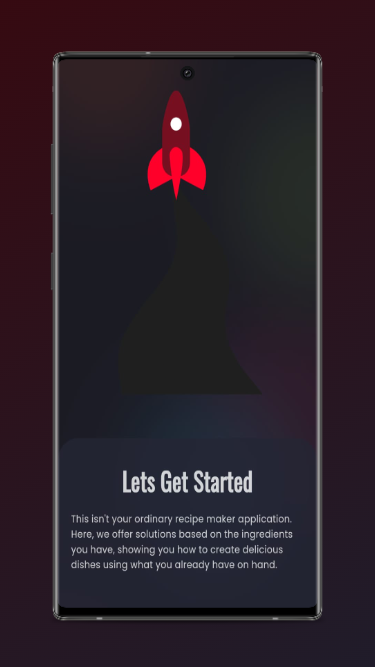 Lets Get Started
This isn't your ordinary recipe maker application.
Here, we offer solutions based on the ingredients
you have, showing you how to create delicious
dishes using what you already have on hand.